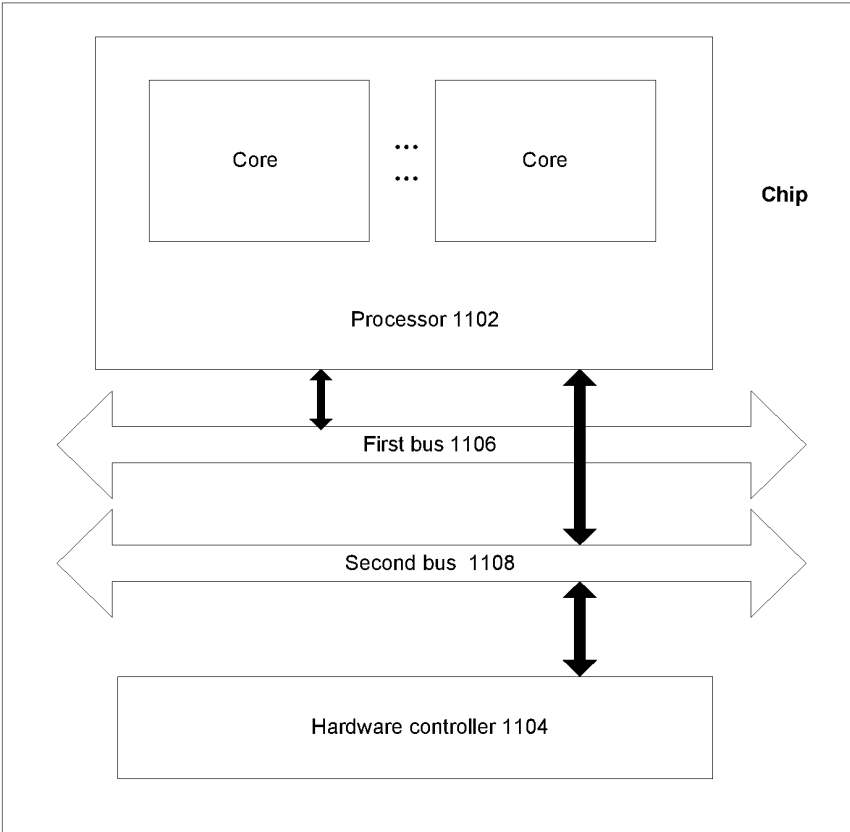 Core
...
...
Core
Chip
Processor 1102
First bus 1106
Second bus 1108
Hardware controller 1104